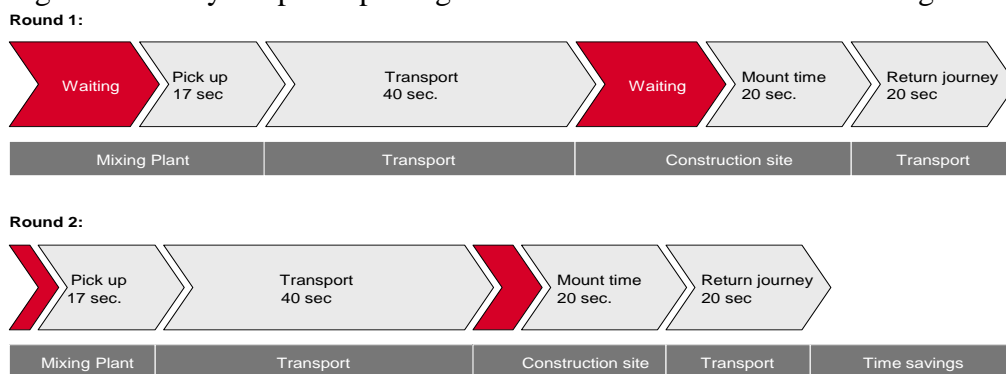 Round 1:
Waiting
Pick up
17 sec
Transport
40 sec.
Waiting
Mount time
20 sec.
Return journey
20 sec
Mixing Plant
Transport
Construction site
Transport
Round 2:
Pick up
17 sec.
Transport
40 sec
Mount time
20 sec.
Return journey
20 sec
Mixing Plant
Transport
Construction site
Transport
Time savings